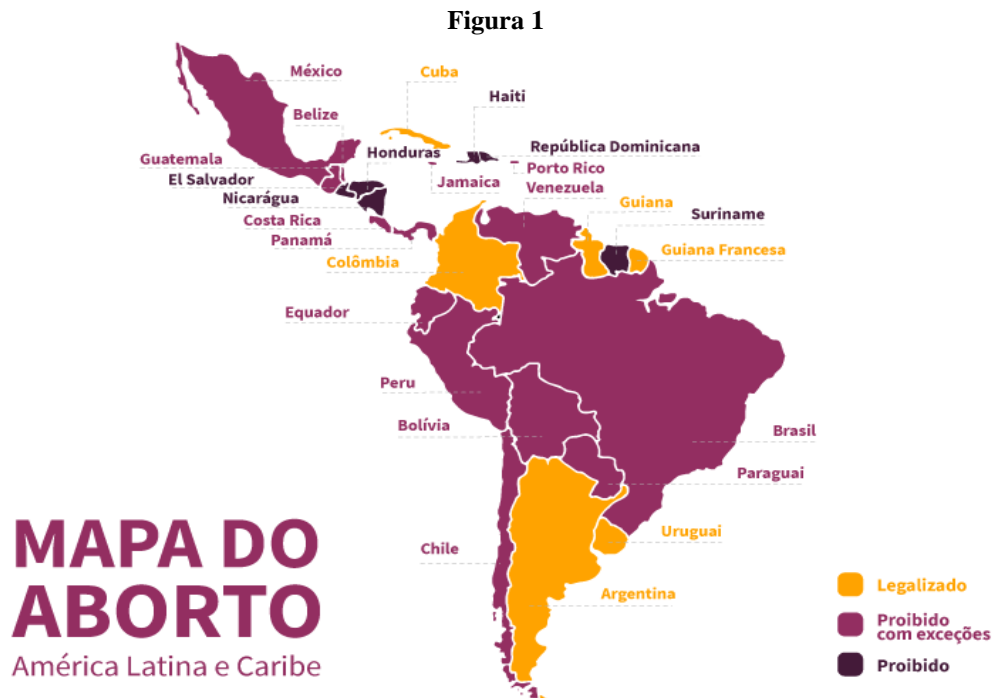 Figura 1
México
Cuba
Haiti
Belize
Honduras
República Dominicana
Guatemala
Porto Rico
El Salvador
Jamaica
Venezuela
Nicarágua
Guiana
Suriname
Costa Rica
Panamá
Guiana Francesa
Colômbia
Equador
Peru
Bolívia
Brasil
Paraguai
Uruguai
Chile
Argentina
MAPA DO
ABORTO
América Latina e Caribe
Legalizado
Proibido
com exceções
Proibido